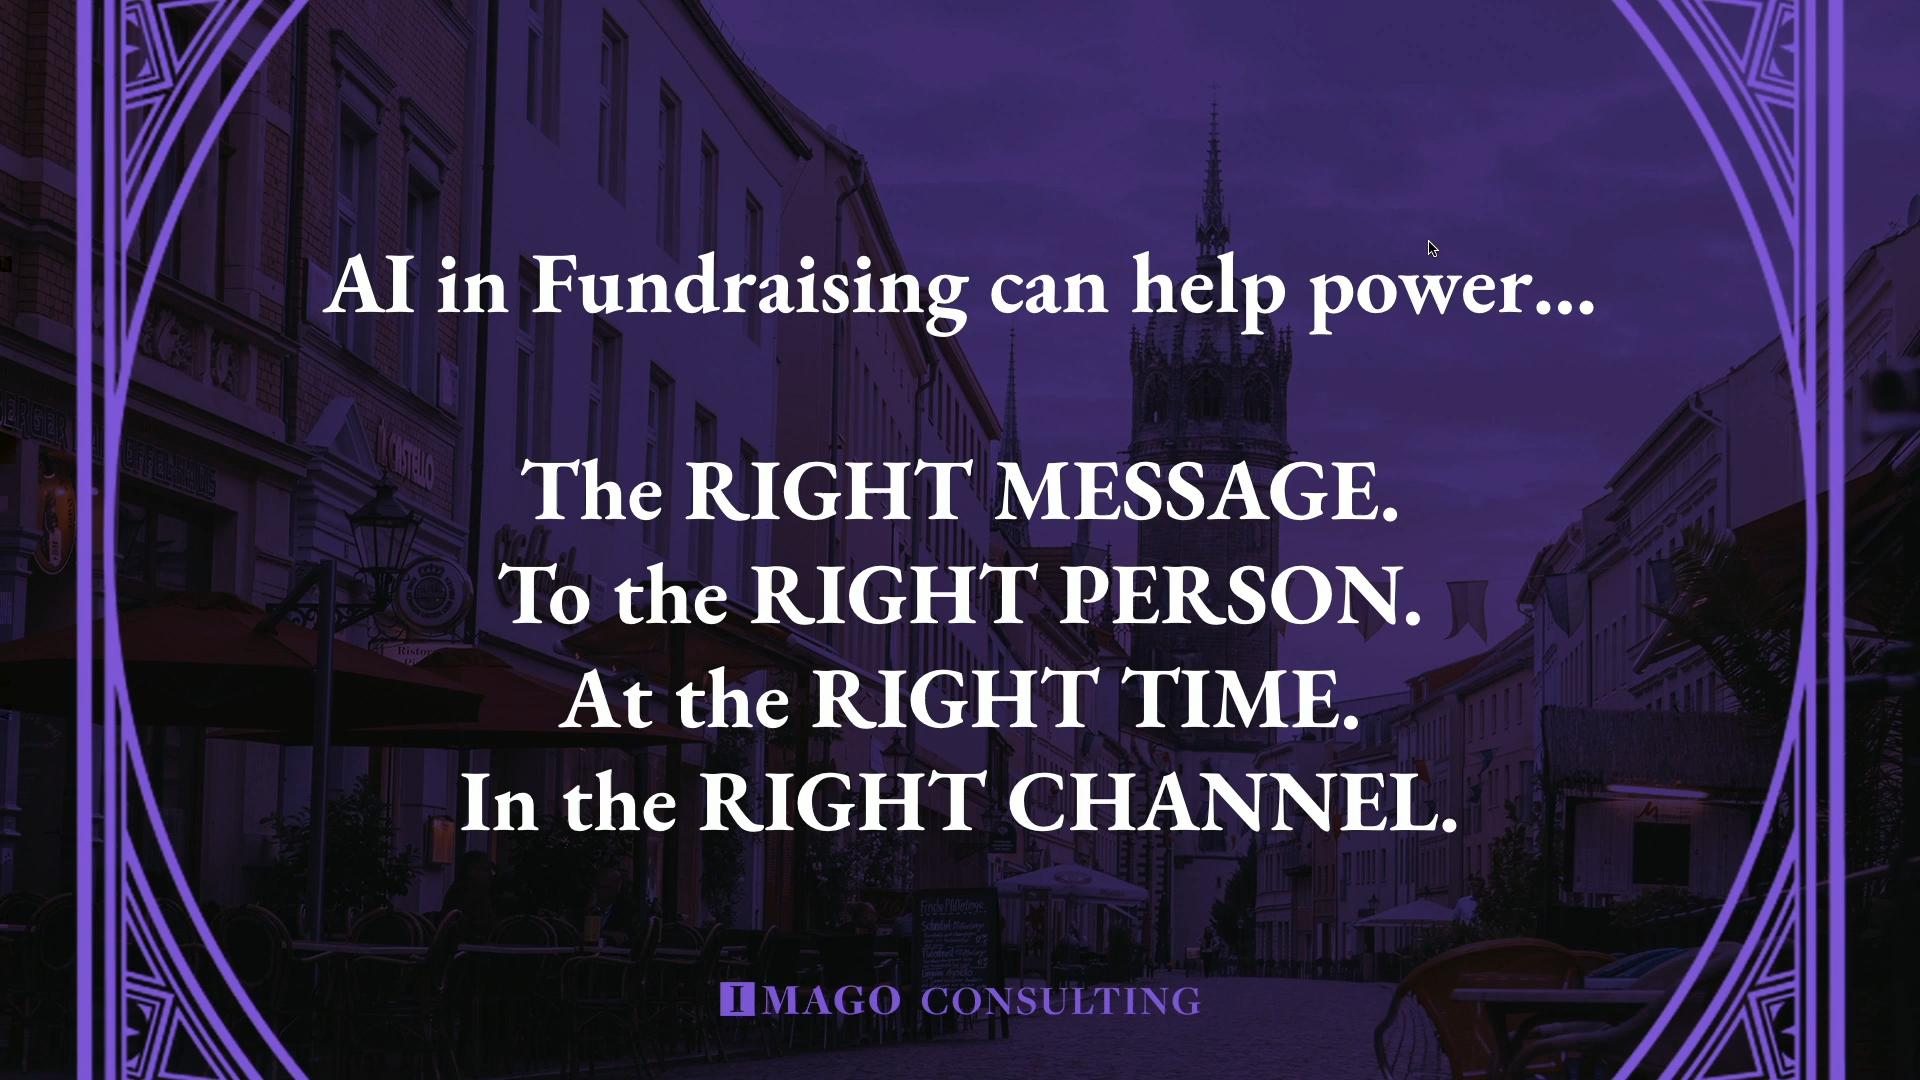 AI in Fundraising can help power...
The RIGHT MESSAGE.
To the RIGHT PERSON.
At the RIGHT TIME.
In the RIGHT CHANNEL.
IMAGO CONSULTING